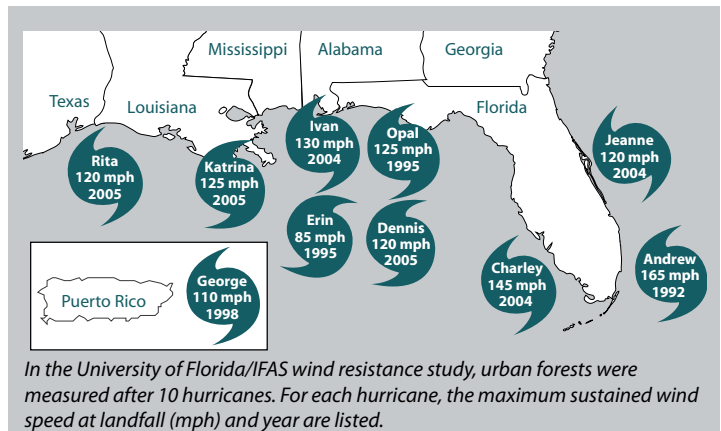 Mississippi
Alabama
Georgia
Texas
Louisiana
Florida
Ivan
130 mph
2004
Opal
125 mph
1995
Jeanne
120 mph
2004
Rita
120 mph
2005
Katrina
125 mph
2005
Erin
85 mph
1995
Dennis
120 mph
2005
Charley
145 mph
2004
Andrew
165 mph
1992
Puerto Rico
George
110 mph
1998
In the University of Florida/IFAS wind resistance study, urban forests were
measured after 10 hurricanes. For each hurricane, the maximum sustained wind
speed at landfall (mph) and year are listed.